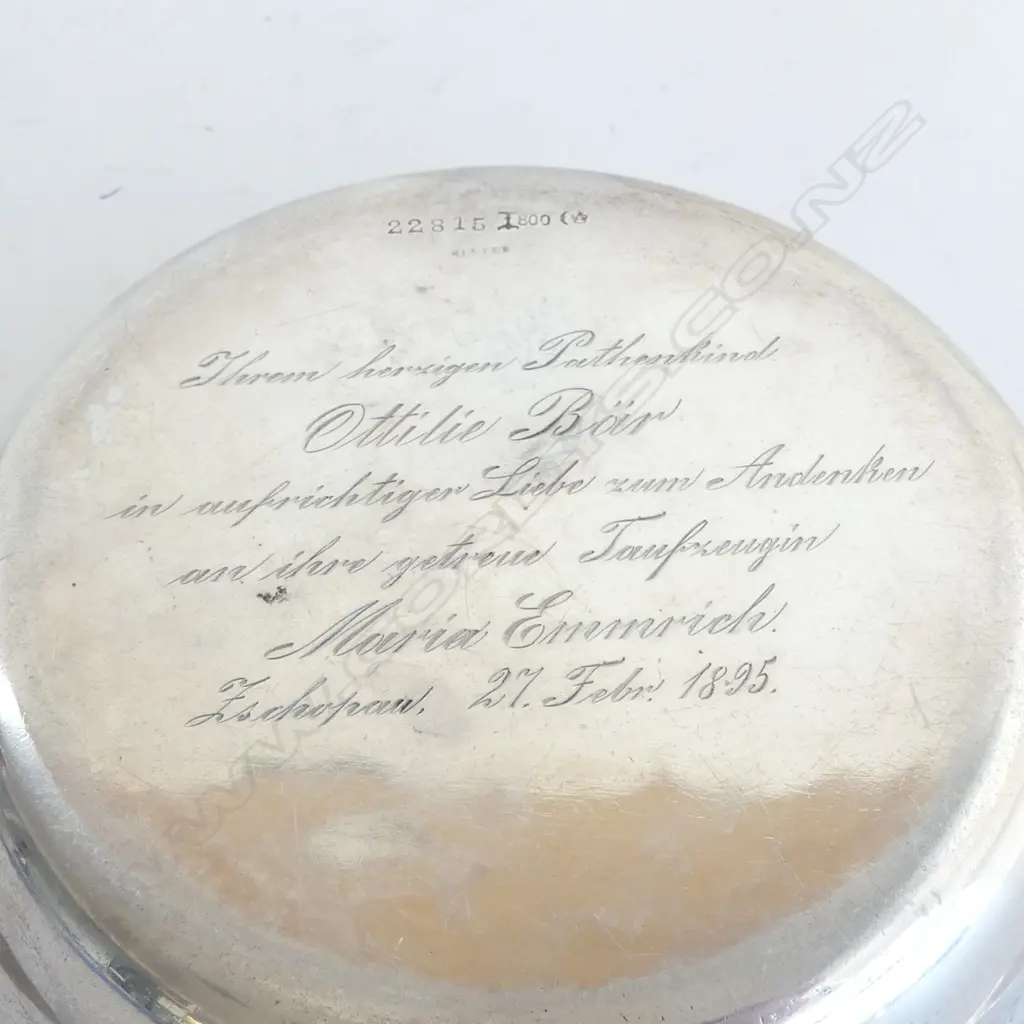 22815 800
Ihrem herzigen Pathenkind
Ottilie Bär
in aufrichtiger Liebe zum Andenken
an ihre getreue Taufzeugin
Maria Emmrich.
Zschopau, 27. Febr. 1895.